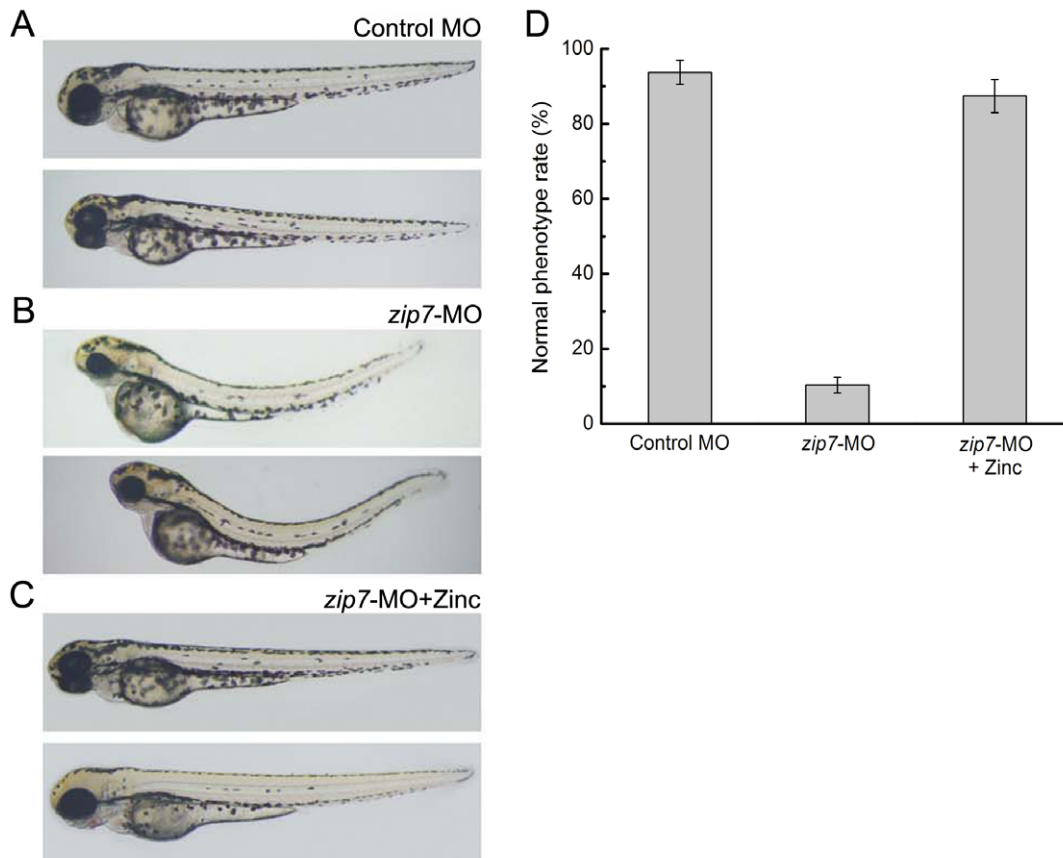 A
Control MO
B
zip7-MO
C
zip7-MO+Zinc
D
Normal phenotype rate (%)
100
80
60
40
20
0
Control MO
zip7-MO
zip7-MO
+ Zinc